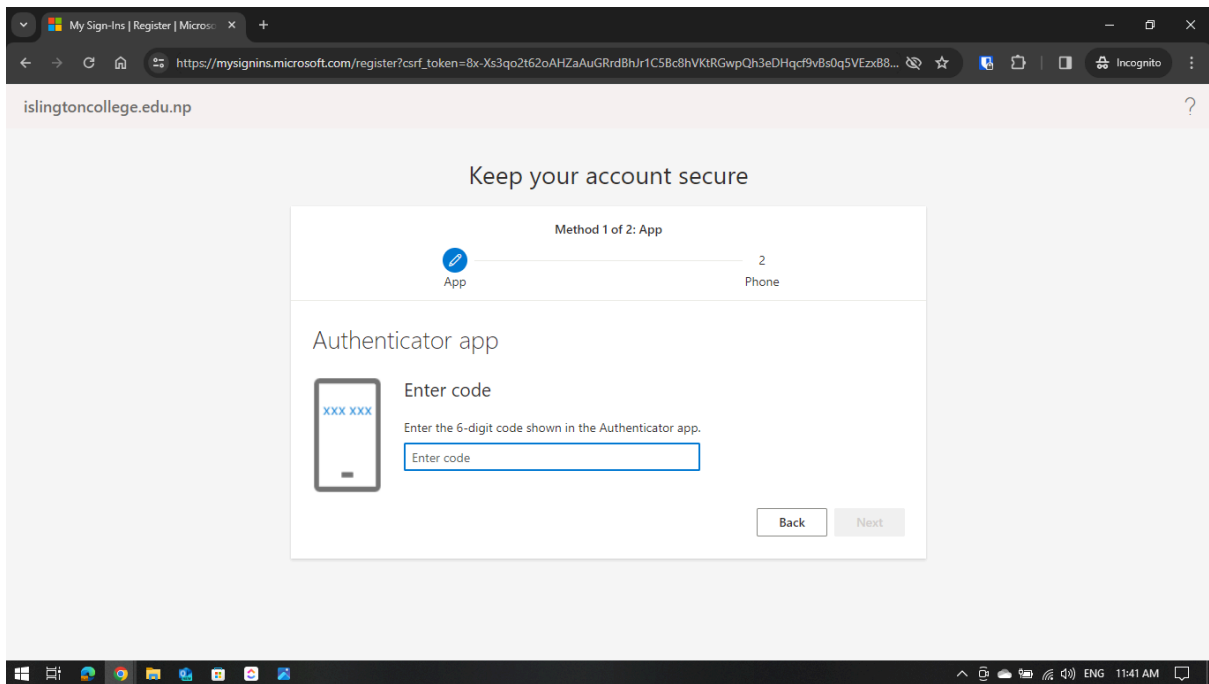 My Sign-Ins | Register | Microso
https://mysignins.microsoft.com/register?csrf_token=8x-Xs3qo2t62oAHZaAuGRrdBhJr1C5Bc8hVKtRGwpQh3eDHqcf9vBs0q5VEzxB8...
Incognito
islingtoncollege.edu.np
?
Keep your account secure
Method 1 of 2: App
2
App
Phone
Authenticator app
XXX XXX
Enter code
Enter the 6-digit code shown in the Authenticator app.
Enter code
Back
Next
ENG
11:41 AM